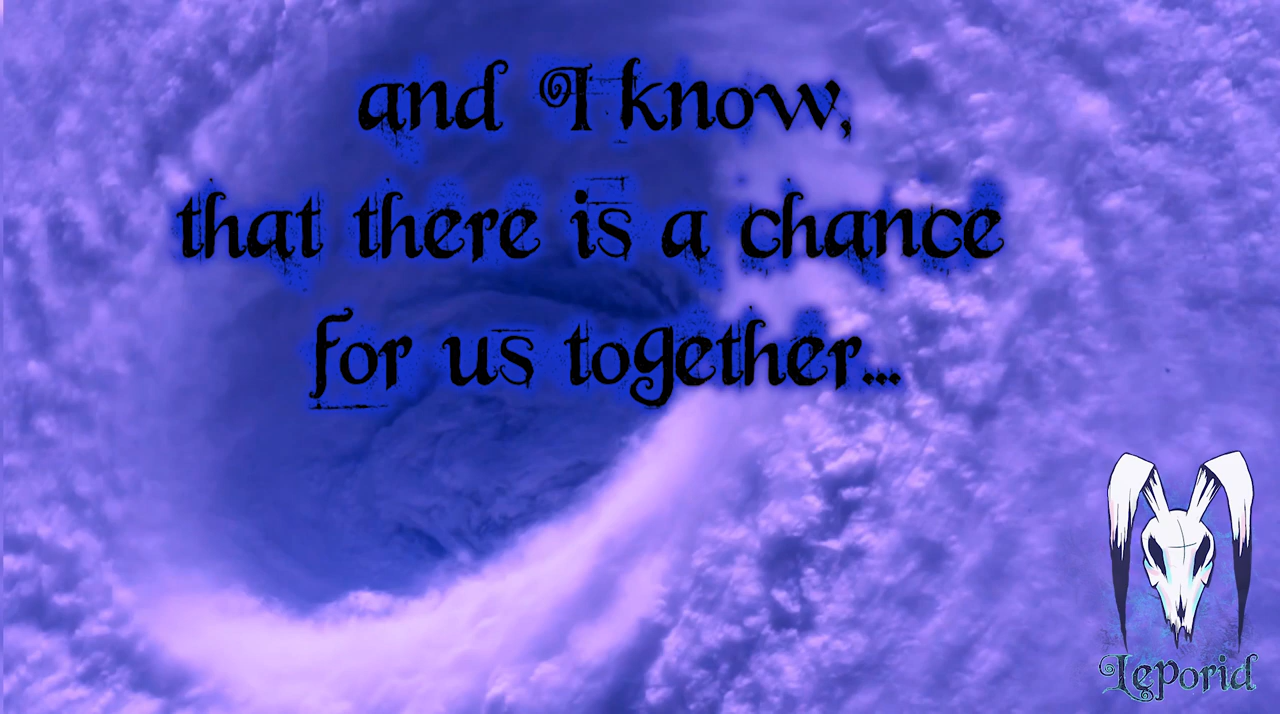 and I know,
that there is a chance
for us together...
Leporid